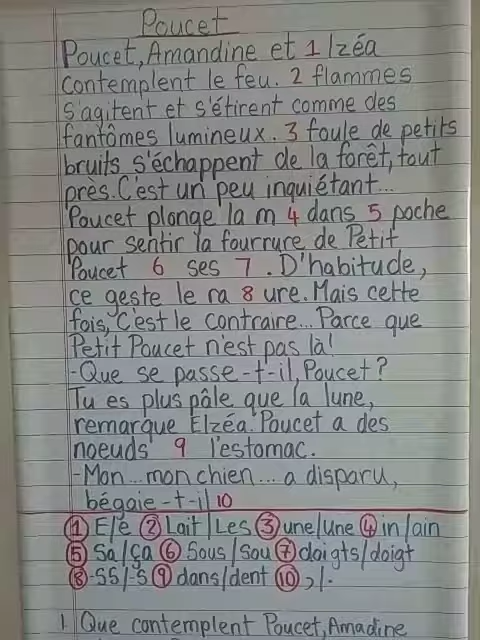 Poucet
Poucet, Amandine et 1 lzéa
contemplent le feu. 2 flammes
s'agitent et s'étirent comme des
fantômes lumineux. 3 foule de petits
bruits s'échappent de la forêt, tout
près. C'est un peu inquiétant...
Poucet plonge la m 4 dans 5 poche
pour sentir la fourrure de Petit
Poucet 6 ses 7 . D'habitude,
ce geste le ra 8 ure. Mais cette
fois, C'est le contraire... Parce que
Petit Poucet n'est pas là!
-Que se passe-t-il, Poucet?
Tu es plus pâle que la lune,
remarque Elzéa. Poucet a des
noeuds 9 l'estomac.
-Mon... mon chien... a disparu,
bégaie-t-il 10
① E/é ② Lait/Les ③ une/Une ④ in/ain
⑤ Sa/Ça ⑥ Sous/Sou ⑦ doigts/doigt
⑧ -SS/-S ⑨ dans/dent ⑩ ,/.
1. Que contemplent Poucet, Amadine